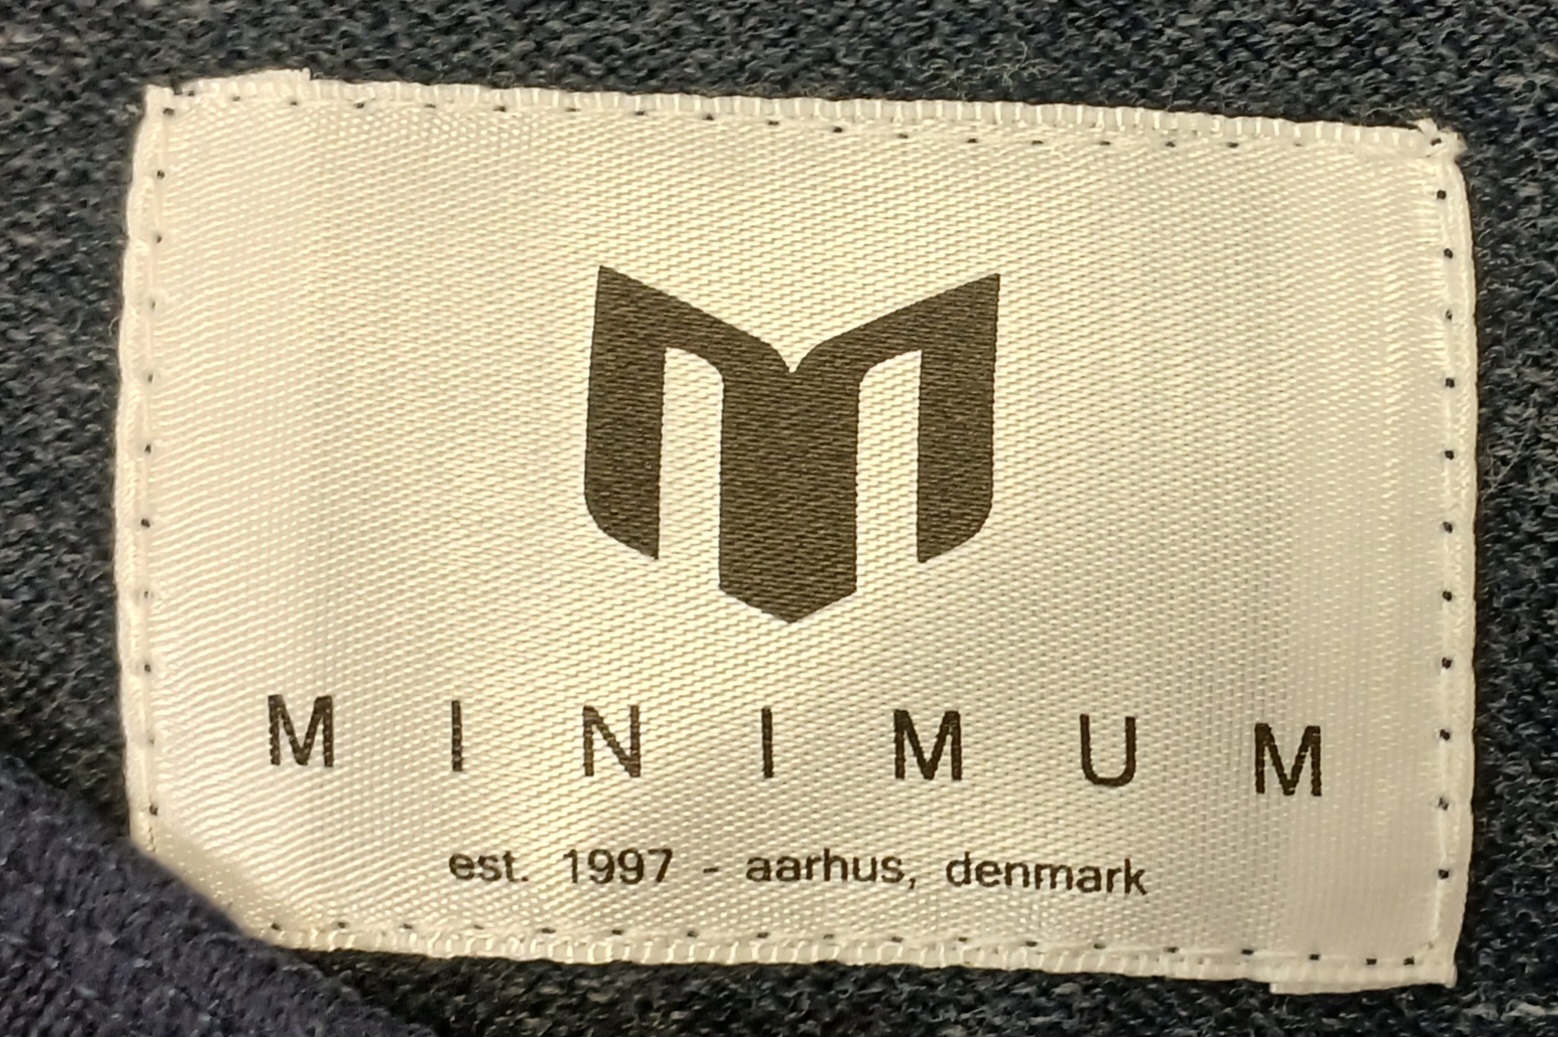 MINIMUM
est. 1997 - aarhus, denmark